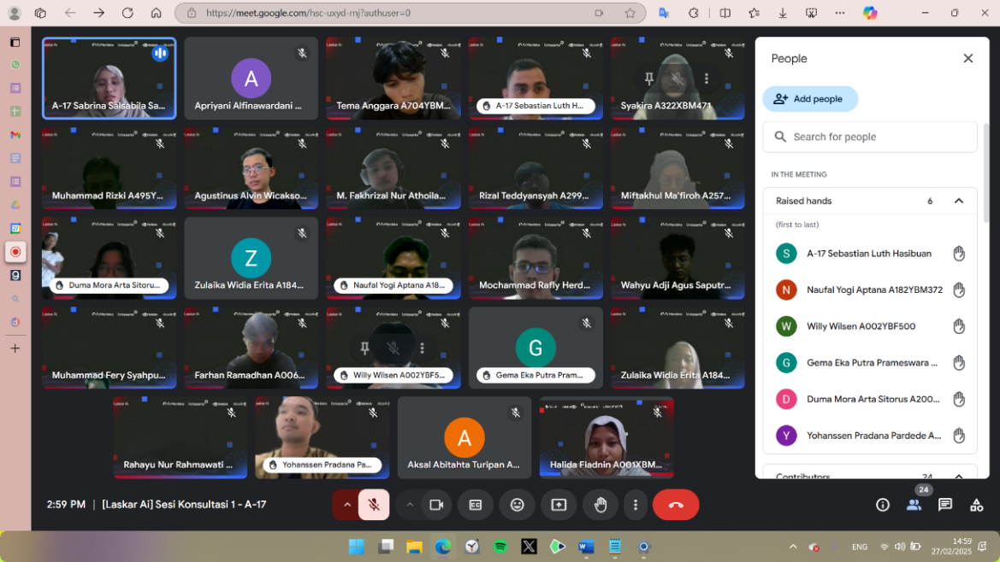 https://meet.google.com/hsc-uxyd-rnj?authuser=0
A-17 Sabrina Salsabila Sa...
A
Apriyani Alfinawardani ...
Tema Anggara A704YBM...
A-17 Sebastian Luth H...
Syakira A322XBM471
Muhammad Rizki A495Y...
Agustinus Alvin Wicakso...
M. Fakhrizal Nur Athoila...
Rizal Teddyansyah A299...
Miftakhul Ma'firoh A257...
Duma Mora Arta Sitoru...
Z
Zulaika Widia Erita A184...
Naufal Yogi Aptana A18...
Mochammad Rafly Herd...
Wahyu Adji Agus Saputr...
Muhammad Fery Syahpu...
Farhan Ramadhan A006...
Willy Wilsen A002YBF5...
G
Gema Eka Putra Pram...
Zulaika Widia Erita A184...
Rahayu Nur Rahmawati ...
Yohanssen Pradana Pa...
A
Aksal Abitahta Turipan A...
Halida Fiadnin A001XBM...
People
Add people
Search for people
IN THE MEETING
Raised hands 6
(first to last)
S A-17 Sebastian Luth Hasibuan
N Naufal Yogi Aptana A182YBM372
W Willy Wilsen A002YBF500
G Gema Eka Putra Prameswara ...
D Duma Mora Arta Sitorus A200...
Y Yohanssen Pradana Pardede A...
Contributors 24
2:59 PM | [Laskar Ai] Sesi Konsultasi 1 - A-17
24
ENG
14:59
27/02/2025